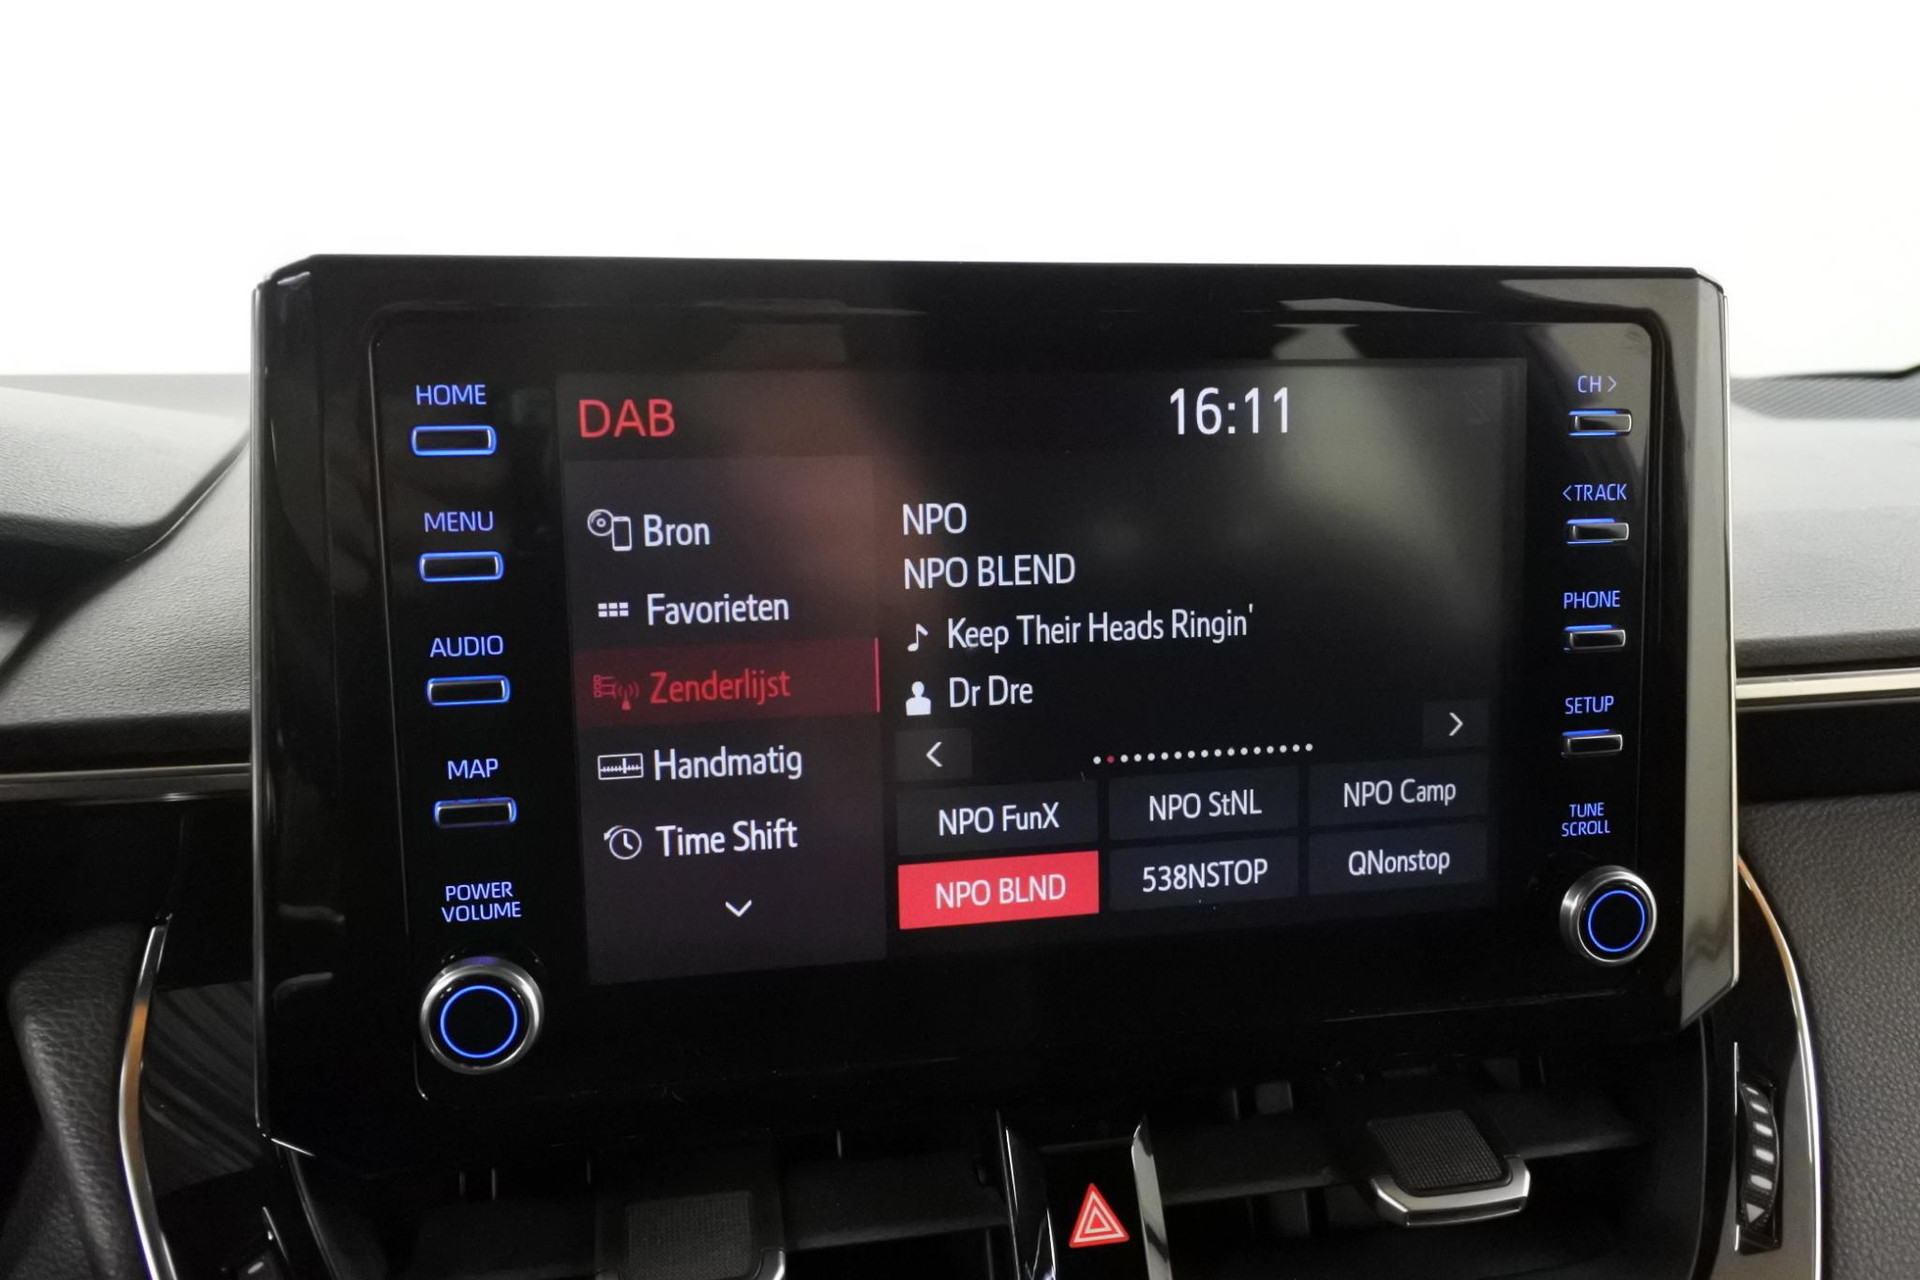 HOME
MENU
AUDIO
MAP
POWER
VOLUME
DAB
16:11
Bron
Favorieten
Zenderlijst
Handmatig
Time Shift
NPO
NPO BLEND
Keep Their Heads Ringin'
Dr Dre
NPO FunX
NPO StNL
NPO Camp
NPO BLND
538NSTOP
QNonstop
CH >
<TRACK
PHONE
SETUP
TUNE
SCROLL